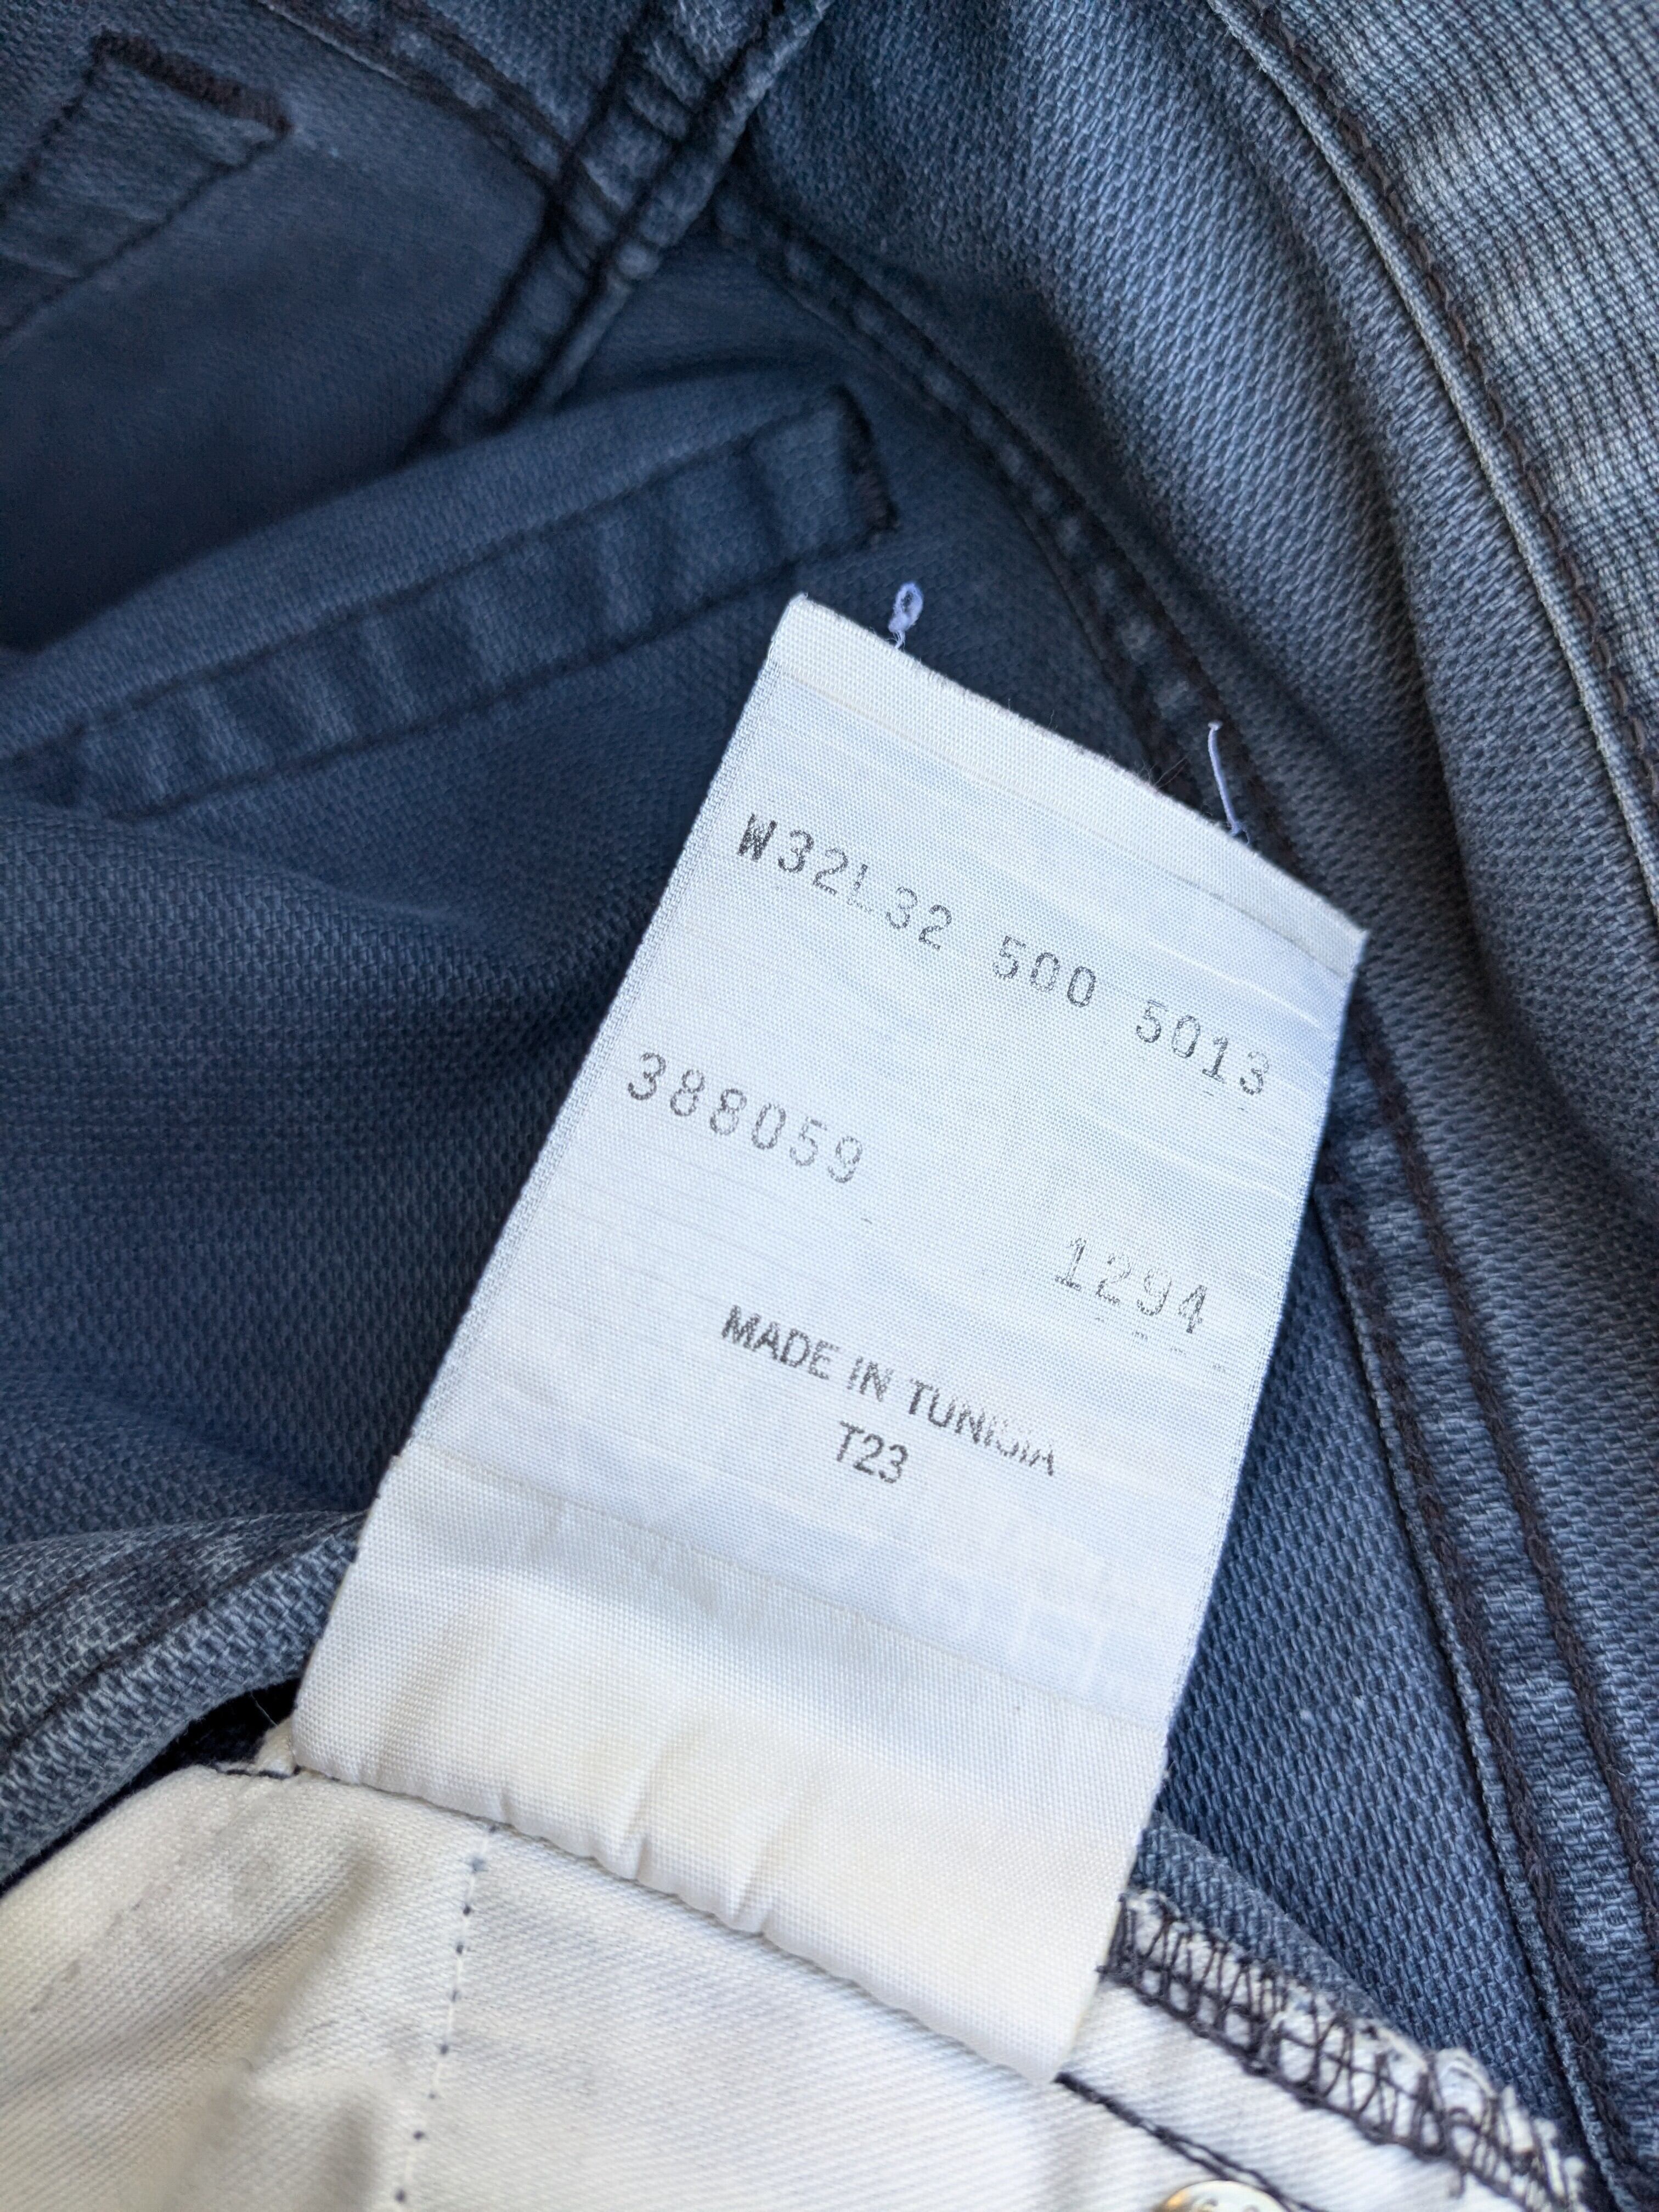 W32L32 500 5013
388059
1294
MADE IN TUNISIA
T23